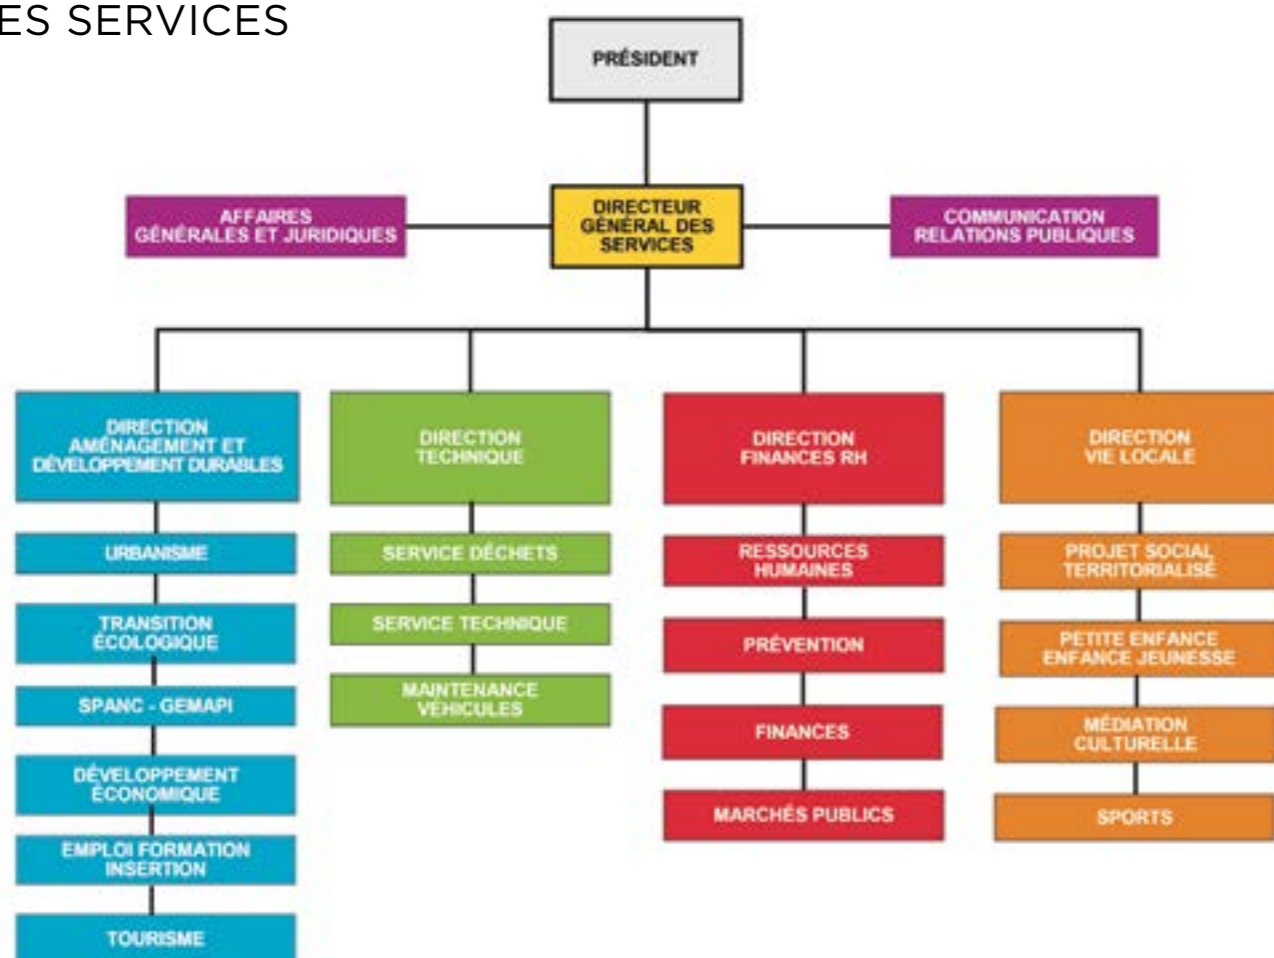 ES SERVICES
PRÉSIDENT
AFFAIRES
GÉNÉRALES ET JURIDIQUES
DIRECTEUR
GÉNÉRAL DES
SERVICES
COMMUNICATION
RELATIONS PUBLIQUES
DIRECTION
AMÉNAGEMENT ET
DÉVELOPPEMENT DURABLES
URBANISME
TRANSITION
ÉCOLOGIQUE
SPANC - GEMAPI
DÉVELOPPEMENT
ÉCONOMIQUE
EMPLOI FORMATION
INSERTION
TOURISME
DIRECTION
TECHNIQUE
SERVICE DÉCHETS
SERVICE TECHNIQUE
MAINTENANCE
VÉHICULES
DIRECTION
FINANCES RH
RESSOURCES
HUMAINES
PRÉVENTION
FINANCES
MARCHÉS PUBLICS
DIRECTION
VIE LOCALE
PROJET SOCIAL
TERRITORIALISÉ
PETITE ENFANCE
ENFANCE JEUNESSE
MÉDIATION
CULTURELLE
SPORTS